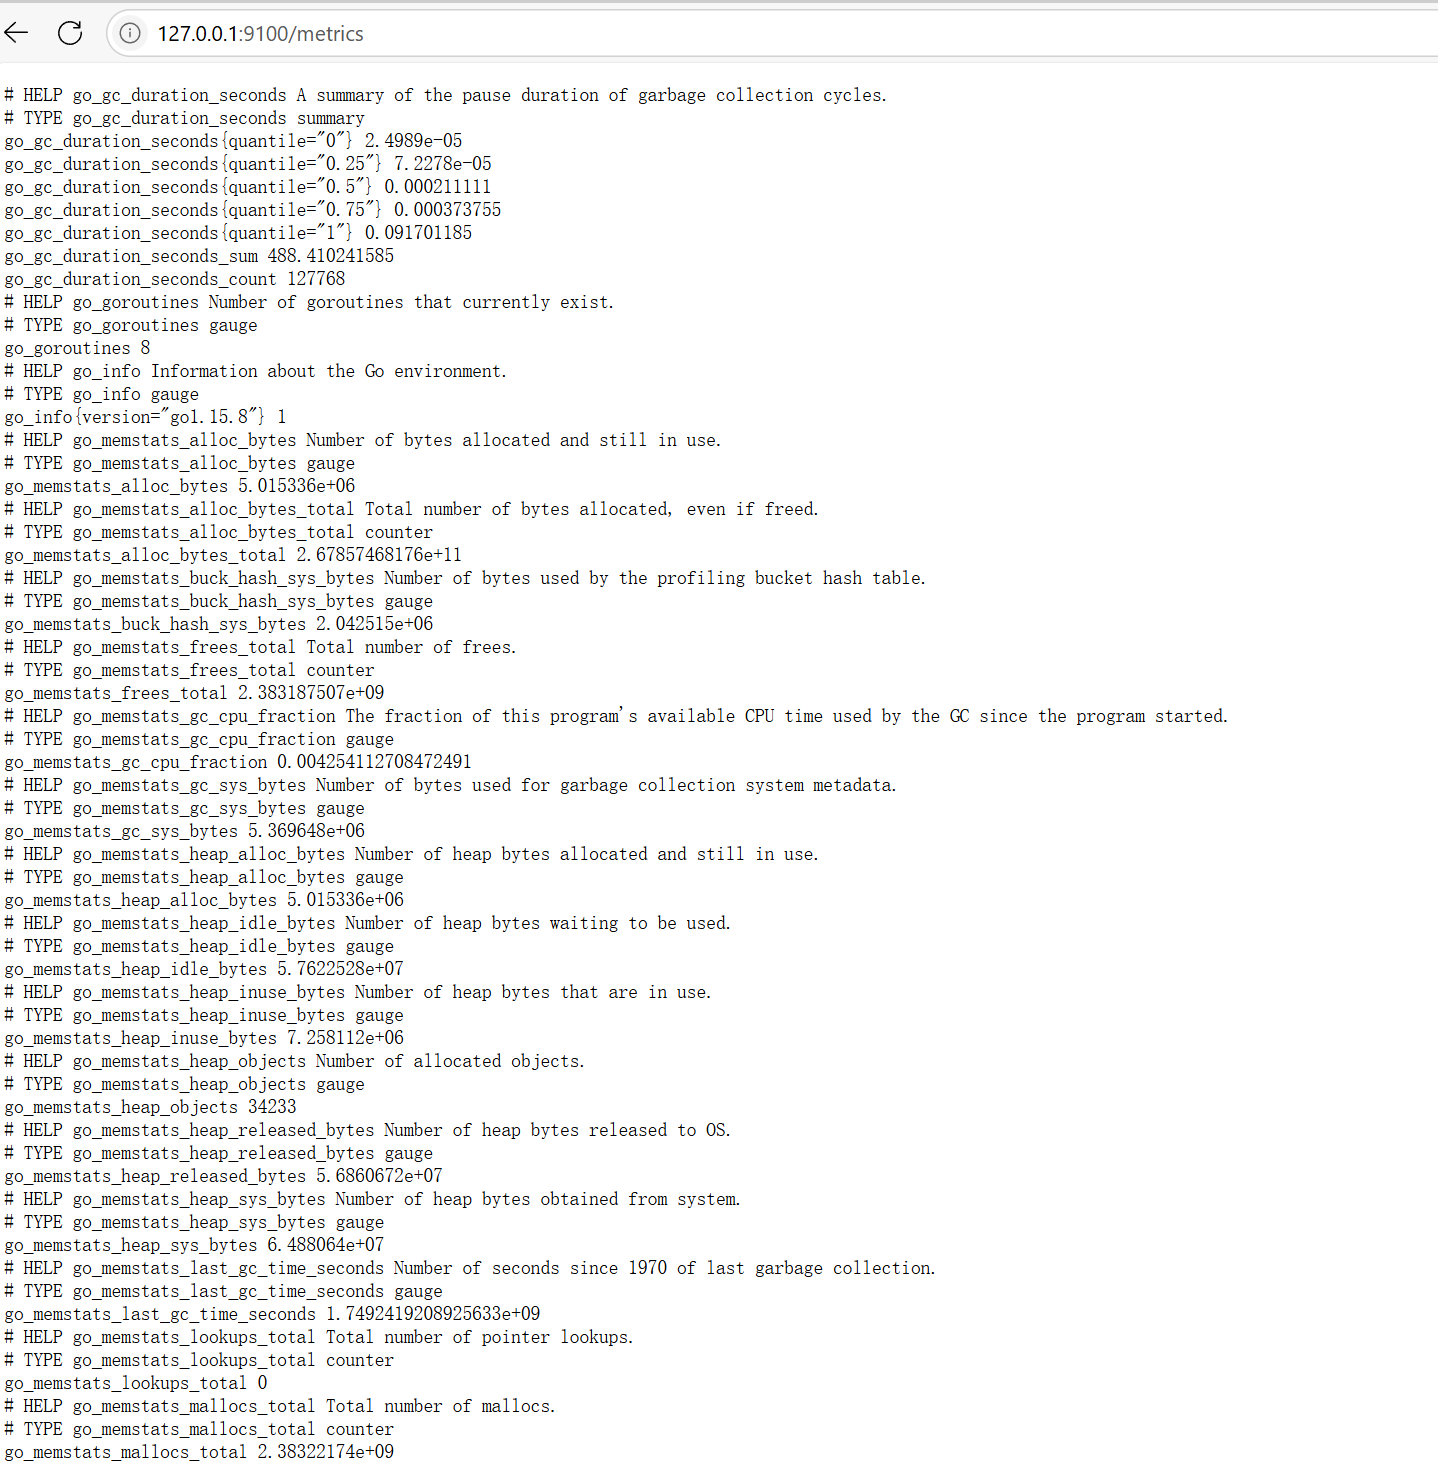 127.0.0.1:9100/metrics
# HELP go_gc_duration_seconds A summary of the pause duration of garbage collection cycles.
# TYPE go_gc_duration_seconds summary
go_gc_duration_seconds{quantile="0"} 2.4989e-05
go_gc_duration_seconds{quantile="0.25"} 7.2278e-05
go_gc_duration_seconds{quantile="0.5"} 0.000211111
go_gc_duration_seconds{quantile="0.75"} 0.000373755
go_gc_duration_seconds{quantile="1"} 0.091701185
go_gc_duration_seconds_sum 488.410241585
go_gc_duration_seconds_count 127768
# HELP go_goroutines Number of goroutines that currently exist.
# TYPE go_goroutines gauge
go_goroutines 8
# HELP go_info Information about the Go environment.
# TYPE go_info gauge
go_info{version="go1.15.8"} 1
# HELP go_memstats_alloc_bytes Number of bytes allocated and still in use.
# TYPE go_memstats_alloc_bytes gauge
go_memstats_alloc_bytes 5.015336e+06
# HELP go_memstats_alloc_bytes_total Total number of bytes allocated, even if freed.
# TYPE go_memstats_alloc_bytes_total counter
go_memstats_alloc_bytes_total 2.67857468176e+11
# HELP go_memstats_buck_hash_sys_bytes Number of bytes used by the profiling bucket hash table.
# TYPE go_memstats_buck_hash_sys_bytes gauge
go_memstats_buck_hash_sys_bytes 2.042515e+06
# HELP go_memstats_frees_total Total number of frees.
# TYPE go_memstats_frees_total counter
go_memstats_frees_total 2.383187507e+09
# HELP go_memstats_gc_cpu_fraction The fraction of this program's available CPU time used by the GC since the program started.
# TYPE go_memstats_gc_cpu_fraction gauge
go_memstats_gc_cpu_fraction 0.004254112708472491
# HELP go_memstats_gc_sys_bytes Number of bytes used for garbage collection system metadata.
# TYPE go_memstats_gc_sys_bytes gauge
go_memstats_gc_sys_bytes 5.369648e+06
# HELP go_memstats_heap_alloc_bytes Number of heap bytes allocated and still in use.
# TYPE go_memstats_heap_alloc_bytes gauge
go_memstats_heap_alloc_bytes 5.015336e+06
# HELP go_memstats_heap_idle_bytes Number of heap bytes waiting to be used.
# TYPE go_memstats_heap_idle_bytes gauge
go_memstats_heap_idle_bytes 5.7622528e+07
# HELP go_memstats_heap_inuse_bytes Number of heap bytes that are in use.
# TYPE go_memstats_heap_inuse_bytes gauge
go_memstats_heap_inuse_bytes 7.258112e+06
# HELP go_memstats_heap_objects Number of allocated objects.
# TYPE go_memstats_heap_objects gauge
go_memstats_heap_objects 34233
# HELP go_memstats_heap_released_bytes Number of heap bytes released to OS.
# TYPE go_memstats_heap_released_bytes gauge
go_memstats_heap_released_bytes 5.6860672e+07
# HELP go_memstats_heap_sys_bytes Number of heap bytes obtained from system.
# TYPE go_memstats_heap_sys_bytes gauge
go_memstats_heap_sys_bytes 6.488064e+07
# HELP go_memstats_last_gc_time_seconds Number of seconds since 1970 of last garbage collection.
# TYPE go_memstats_last_gc_time_seconds gauge
go_memstats_last_gc_time_seconds 1.7492419208925633e+09
# HELP go_memstats_lookups_total Total number of pointer lookups.
# TYPE go_memstats_lookups_total counter
go_memstats_lookups_total 0
# HELP go_memstats_mallocs_total Total number of mallocs.
# TYPE go_memstats_mallocs_total counter
go_memstats_mallocs_total 2.38322174e+09